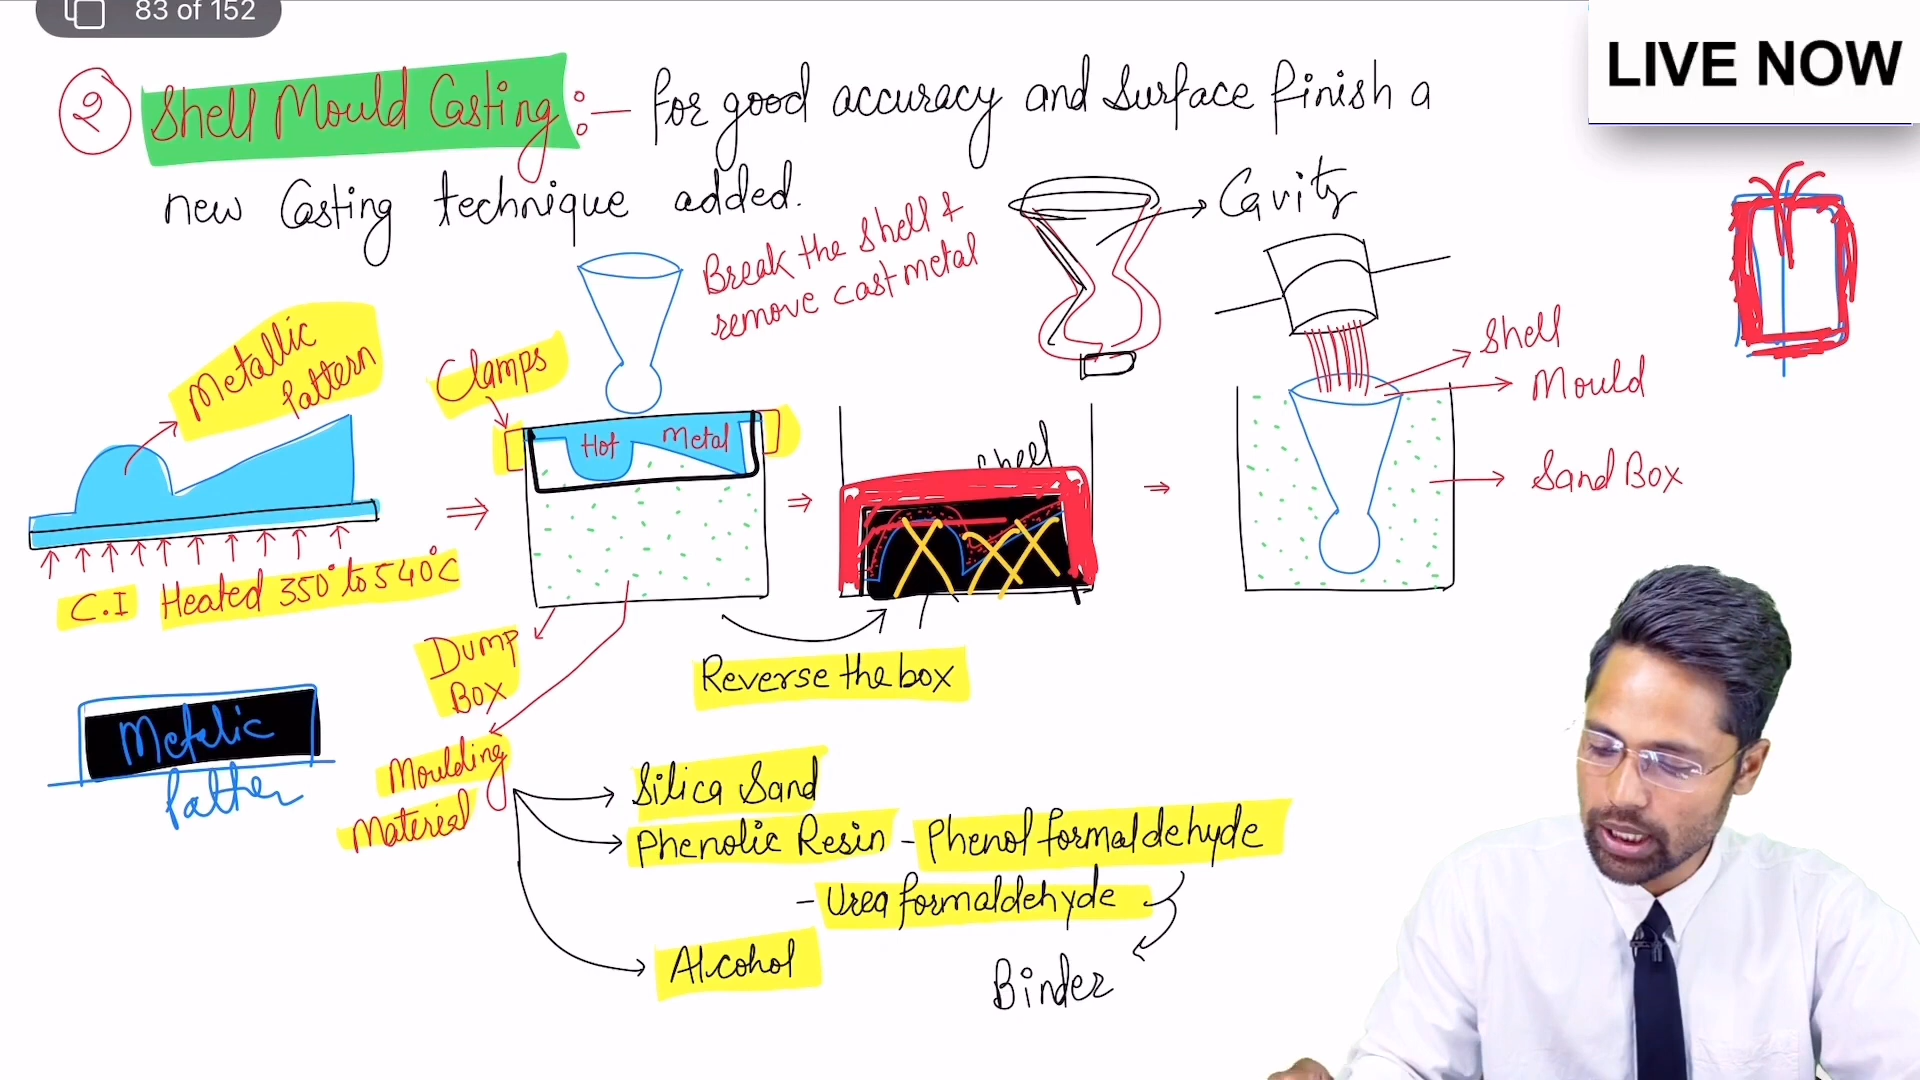 83 of 152
LIVE NOW
2 Shell Mould Casting :- for good accuracy and surface finish a
new Casting technique added.
Cavity
Break the shell &
remove cast metal
Metallic
Pattern
Clamps
Hot Metal
shell
Shell
Mould
Sand Box
C.I Heated 350° to 540°C
Dump
Box
Reverse the box
Metalic
Patter
Moulding
Material
Silica Sand
Phenolic Resin - Phenol formaldehyde
- Urea formaldehyde
Alcohol
Binder